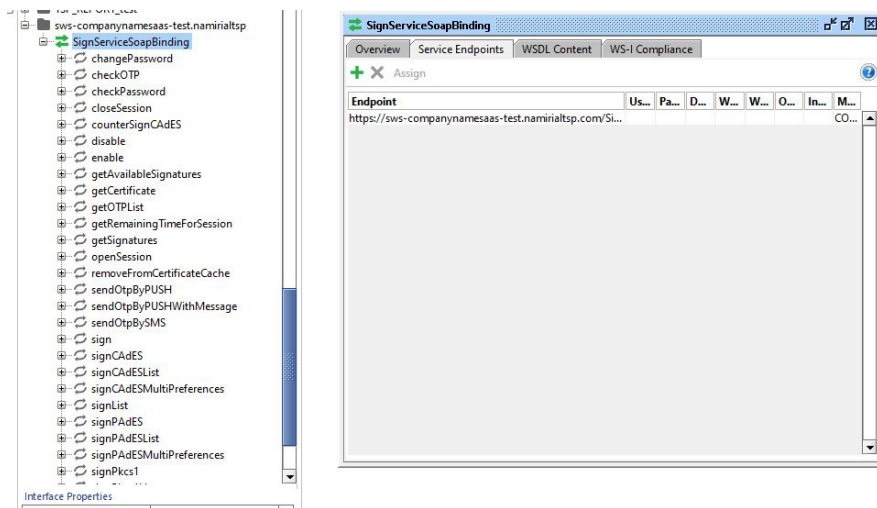 sws-companynamesaas-test.namirialtsp
SignServiceSoapBinding
changePassword
checkOTP
checkPassword
closeSession
counterSignCAdES
disable
enable
getAvailableSignatures
getCertificate
getOTPList
getRemainingTimeForSession
getSignatures
openSession
removeFromCertificateCache
sendOtpByPUSH
sendOtpByPUSHWithMessage
sendOtpBySMS
sign
signCAdES
signCAdESList
signCAdESMultiPreferences
signList
signPAdES
signPAdESList
signPAdESMultiPreferences
signPkcs1
Interface Properties
SignServiceSoapBinding
Overview Service Endpoints WSDL Content WS-I Compliance
Assign
Endpoint Us... Pa... D... W... W... O... In... M...
https://sws-companynamesaas-test.namirialtsp.com/Si... CO...